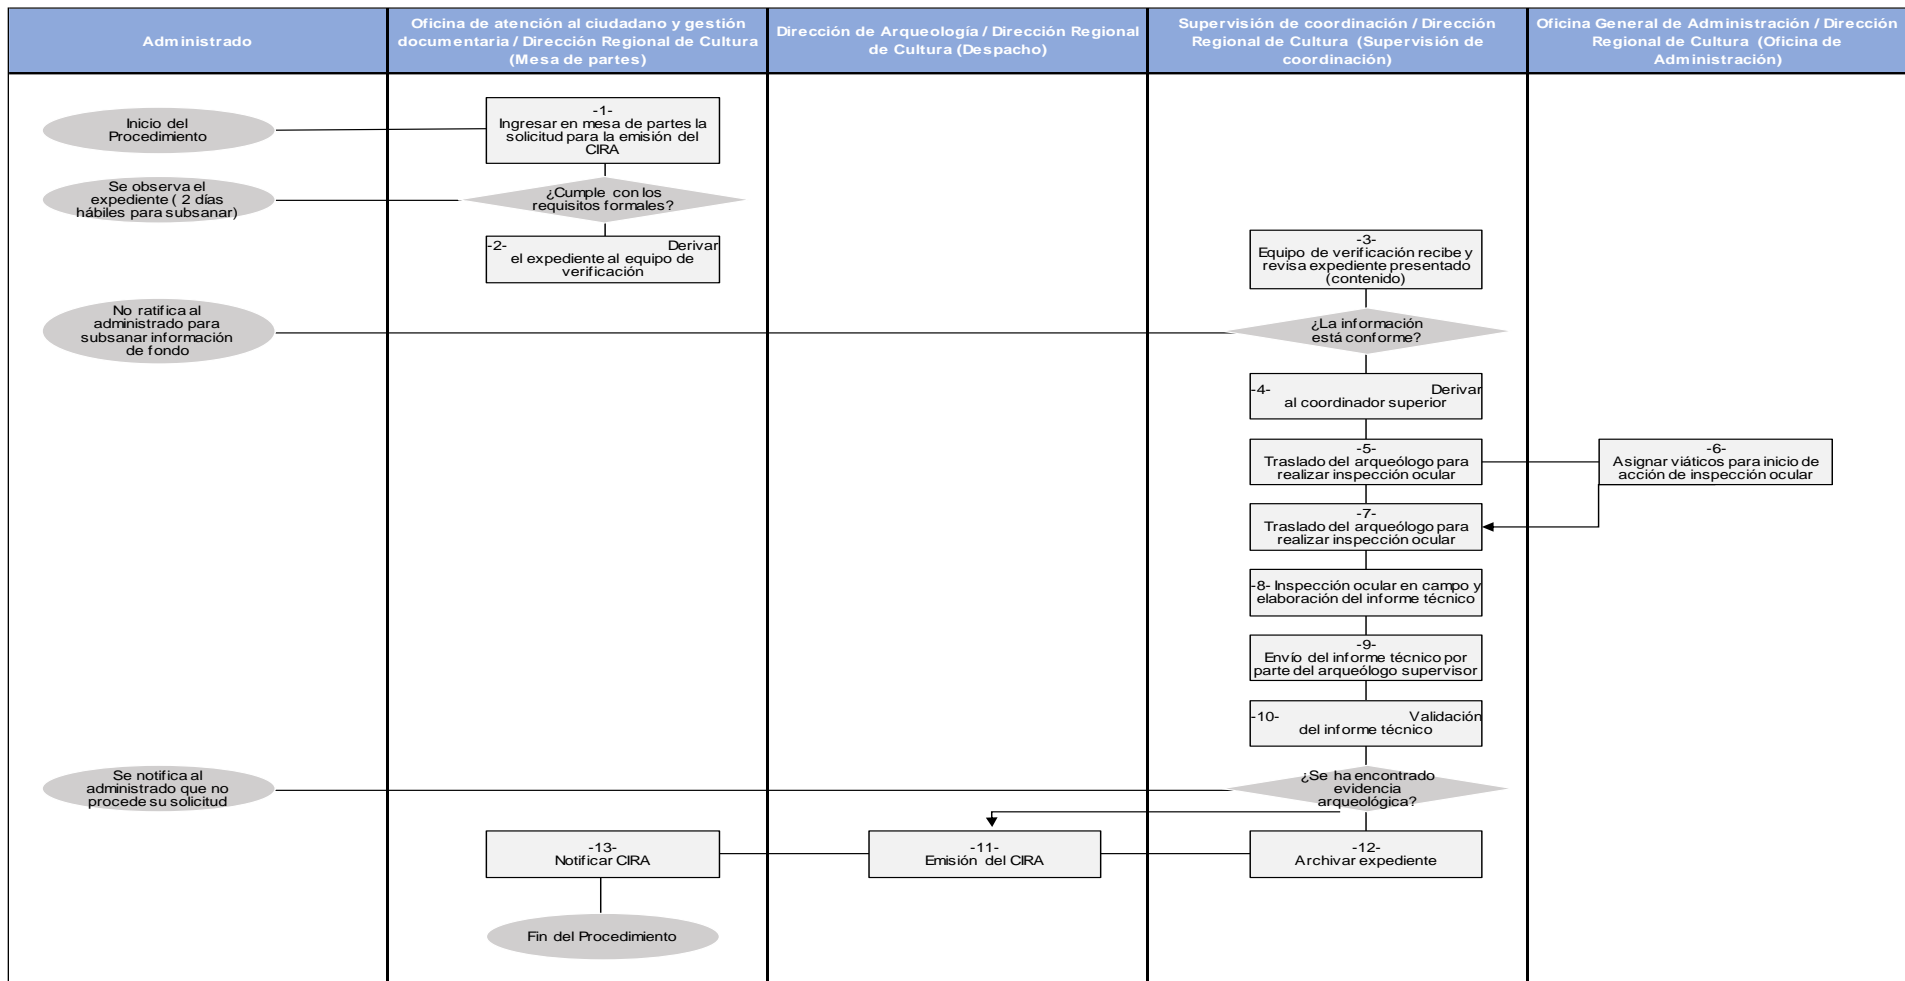 Administrado
Oficina de atención al ciudadano y gestión
documentaria / Dirección Regional de Cultura
(Mesa de partes)
Dirección de Arqueología / Dirección Regional
de Cultura (Despacho)
Supervisión de coordinación / Dirección
Regional de Cultura (Supervisión de
coordinación)
Oficina General de Administración / Dirección
Regional de Cultura (Oficina de
Administración)
Inicio del
Procedimiento
-1-
Ingresar en mesa de partes la
solicitud para la emisión del
CIRA
Se observa el
expediente ( 2 días
hábiles para subsanar)
¿Cumple con los
requisitos formales?
-2- Derivar
el expediente al equipo de
verificación
-3-
Equipo de verificación recibe y
revisa expediente presentado
(contenido)
No ratifica al
administrado para
subsanar información
de fondo
¿La información
está conforme?
-4- Derivar
al coordinador superior
-5-
Traslado del arqueólogo para
realizar inspección ocular
-6-
Asignar viáticos para inicio de
acción de inspección ocular
-7-
Traslado del arqueólogo para
realizar inspección ocular
-8- Inspección ocular en campo y
elaboración del informe técnico
-9-
Envío del informe técnico por
parte del arqueólogo supervisor
-10- Validación
del informe técnico
Se notifica al
administrado que no
procede su solicitud
¿Se ha encontrado
evidencia
arqueológica?
-13-
Notificar CIRA
-11-
Emisión del CIRA
-12-
Archivar expediente
Fin del Procedimiento